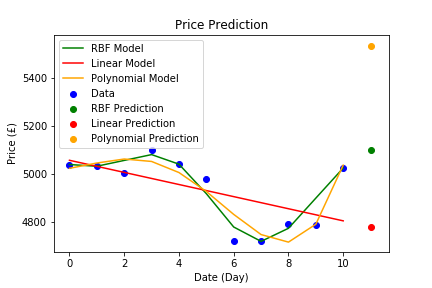 Price Prediction
RBF Model
Linear Model
Polynomial Model
Data
RBF Prediction
Linear Prediction
Polynomial Prediction
Price (£)
5400
5200
5000
4800
0 2 4 6 8 10
Date (Day)